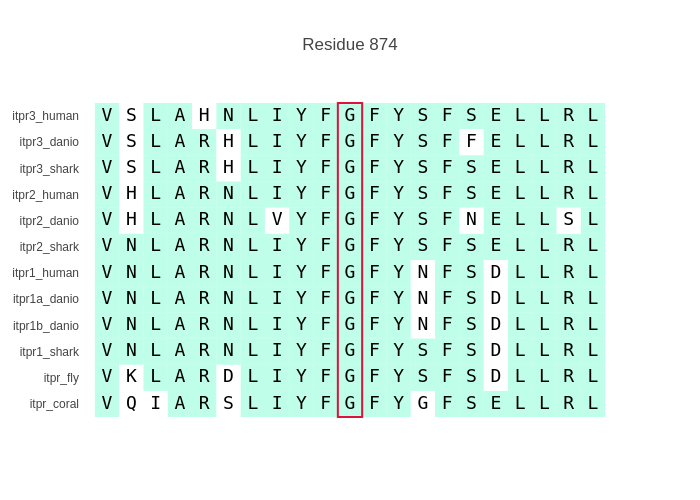 Residue 874
itpr3_human V S L A H N L I Y F G F Y S F S E L L R L
itpr3_danio V S L A R H L I Y F G F Y S F F E L L R L
itpr3_shark V S L A R H L I Y F G F Y S F S E L L R L
itpr2_human V H L A R N L I Y F G F Y S F S E L L R L
itpr2_danio V H L A R N L V Y F G F Y S F N E L L S L
itpr2_shark V N L A R N L I Y F G F Y S F S E L L R L
itpr1_human V N L A R N L I Y F G F Y N F S D L L R L
itpr1a_danio V N L A R N L I Y F G F Y N F S D L L R L
itpr1b_danio V N L A R N L I Y F G F Y N F S D L L R L
itpr1_shark V N L A R N L I Y F G F Y S F S D L L R L
itpr_fly V K L A R D L I Y F G F Y S F S D L L R L
itpr_coral V Q I A R S L I Y F G F Y G F S E L L R L